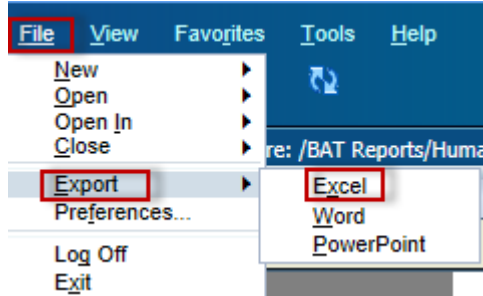 File View Favorites Tools Help
New
Open
Open In
Close
re: /BAT Reports/Huma
Export
Excel
Preferences...
Word
PowerPoint
Log Off
Exit